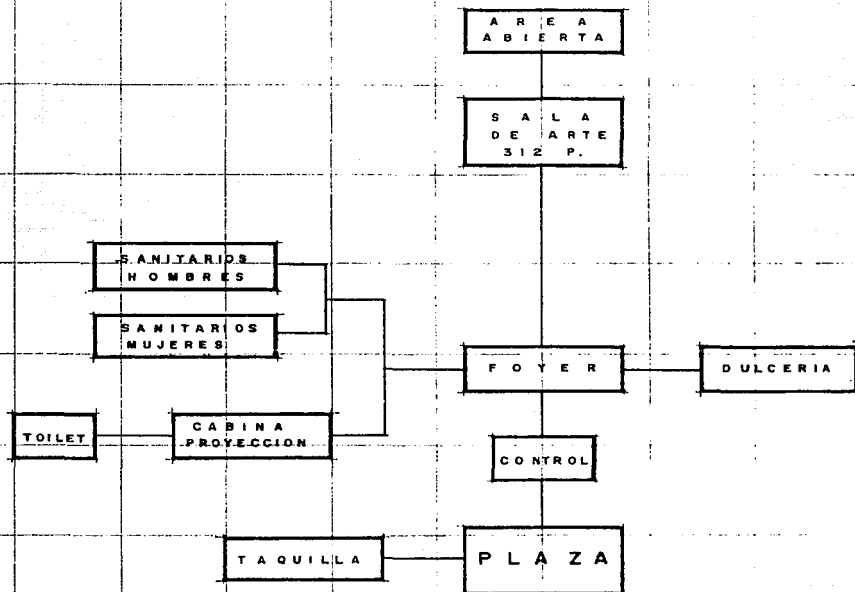 AREA
ABIERTA
SALA
DE ARTE
312 P.
SANITARIOS
HOMBRES
SANITARIOS
MUJERES
FOYER
DULCERIA
TOILET
CABINA
PROYECCION
CONTROL
TAQUILLA
PLAZA